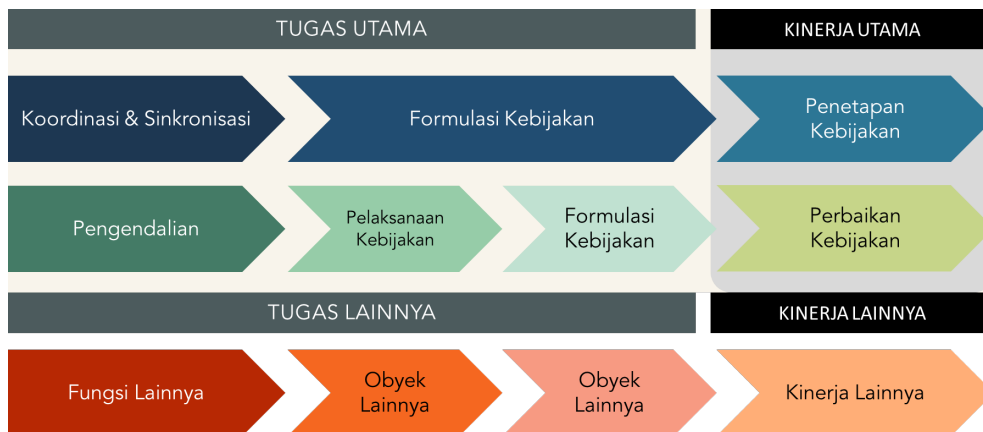 TUGAS UTAMA
KINERJA UTAMA
Koordinasi & Sinkronisasi
Formulasi Kebijakan
Penetapan
Kebijakan
Pengendalian
Pelaksanaan
Kebijakan
Formulasi
Kebijakan
Perbaikan
Kebijakan
TUGAS LAINNYA
KINERJA LAINNYA
Fungsi Lainnya
Obyek
Lainnya
Obyek
Lainnya
Kinerja Lainnya